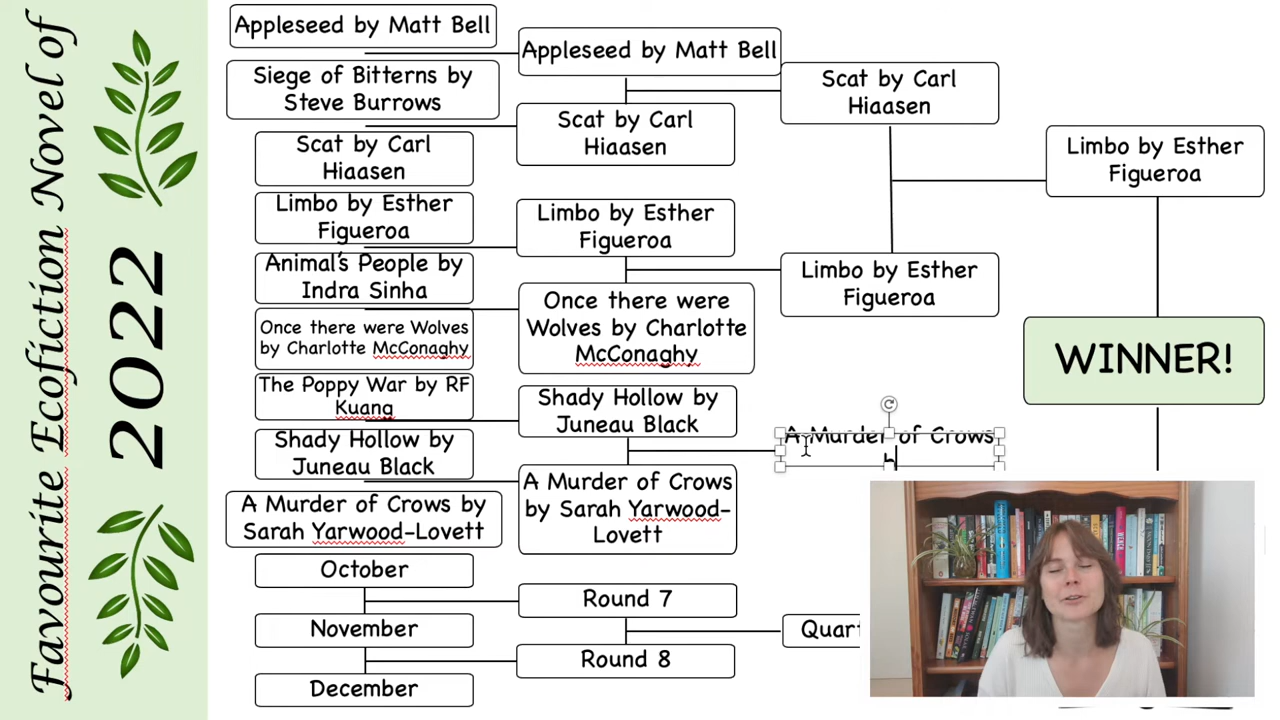 Favourite Ecofiction Novel of
2022
Appleseed by Matt Bell
Siege of Bitterns by
Steve Burrows
Scat by Carl
Hiaasen
Limbo by Esther
Figueroa
Animal's People by
Indra Sinha
Once there were Wolves
by Charlotte McConaghy
The Poppy War by RF
Kuang
Shady Hollow by
Juneau Black
A Murder of Crows by
Sarah Yarwood-Lovett
October
November
December
Appleseed by Matt Bell
Scat by Carl
Hiaasen
Limbo by Esther
Figueroa
Once there were
Wolves by Charlotte
McConaghy
Shady Hollow by
Juneau Black
A Murder of Crows
by Sarah Yarwood-
Lovett
Round 7
Round 8
Scat by Carl
Hiaasen
Limbo by Esther
Figueroa
A Murder of Crows
b
Quart
Limbo by Esther
Figueroa
WINNER!